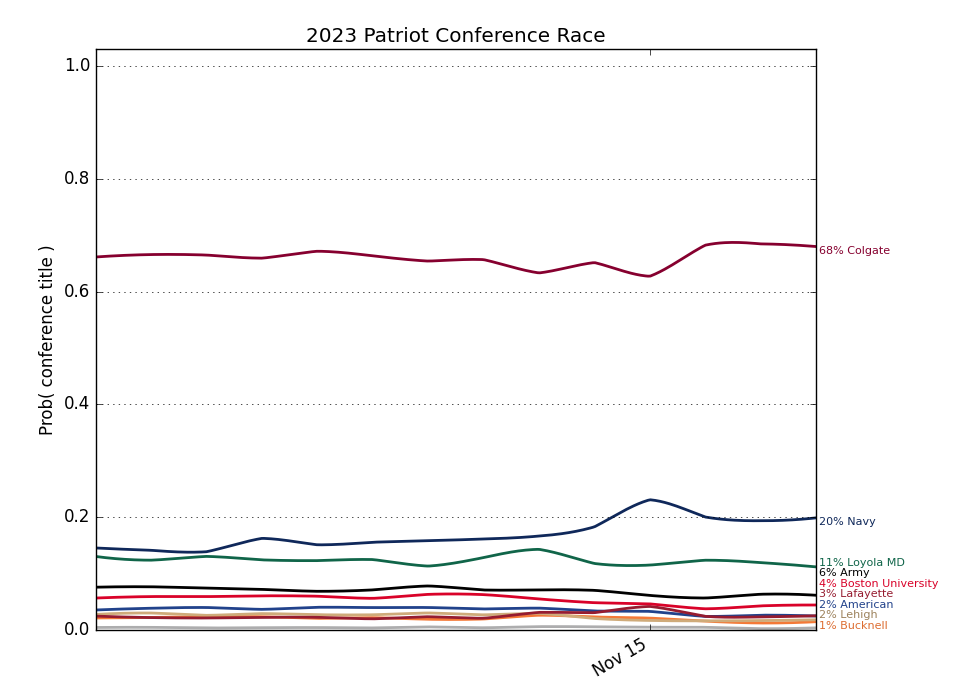 2023 Patriot Conference Race
1.0
0.8
0.6
0.4
0.2
0.0
Prob( conference title )
Nov 15
68% Colgate
20% Navy
11% Loyola MD
6% Army
4% Boston University
3% Lafayette
2% American
2% Lehigh
1% Bucknell